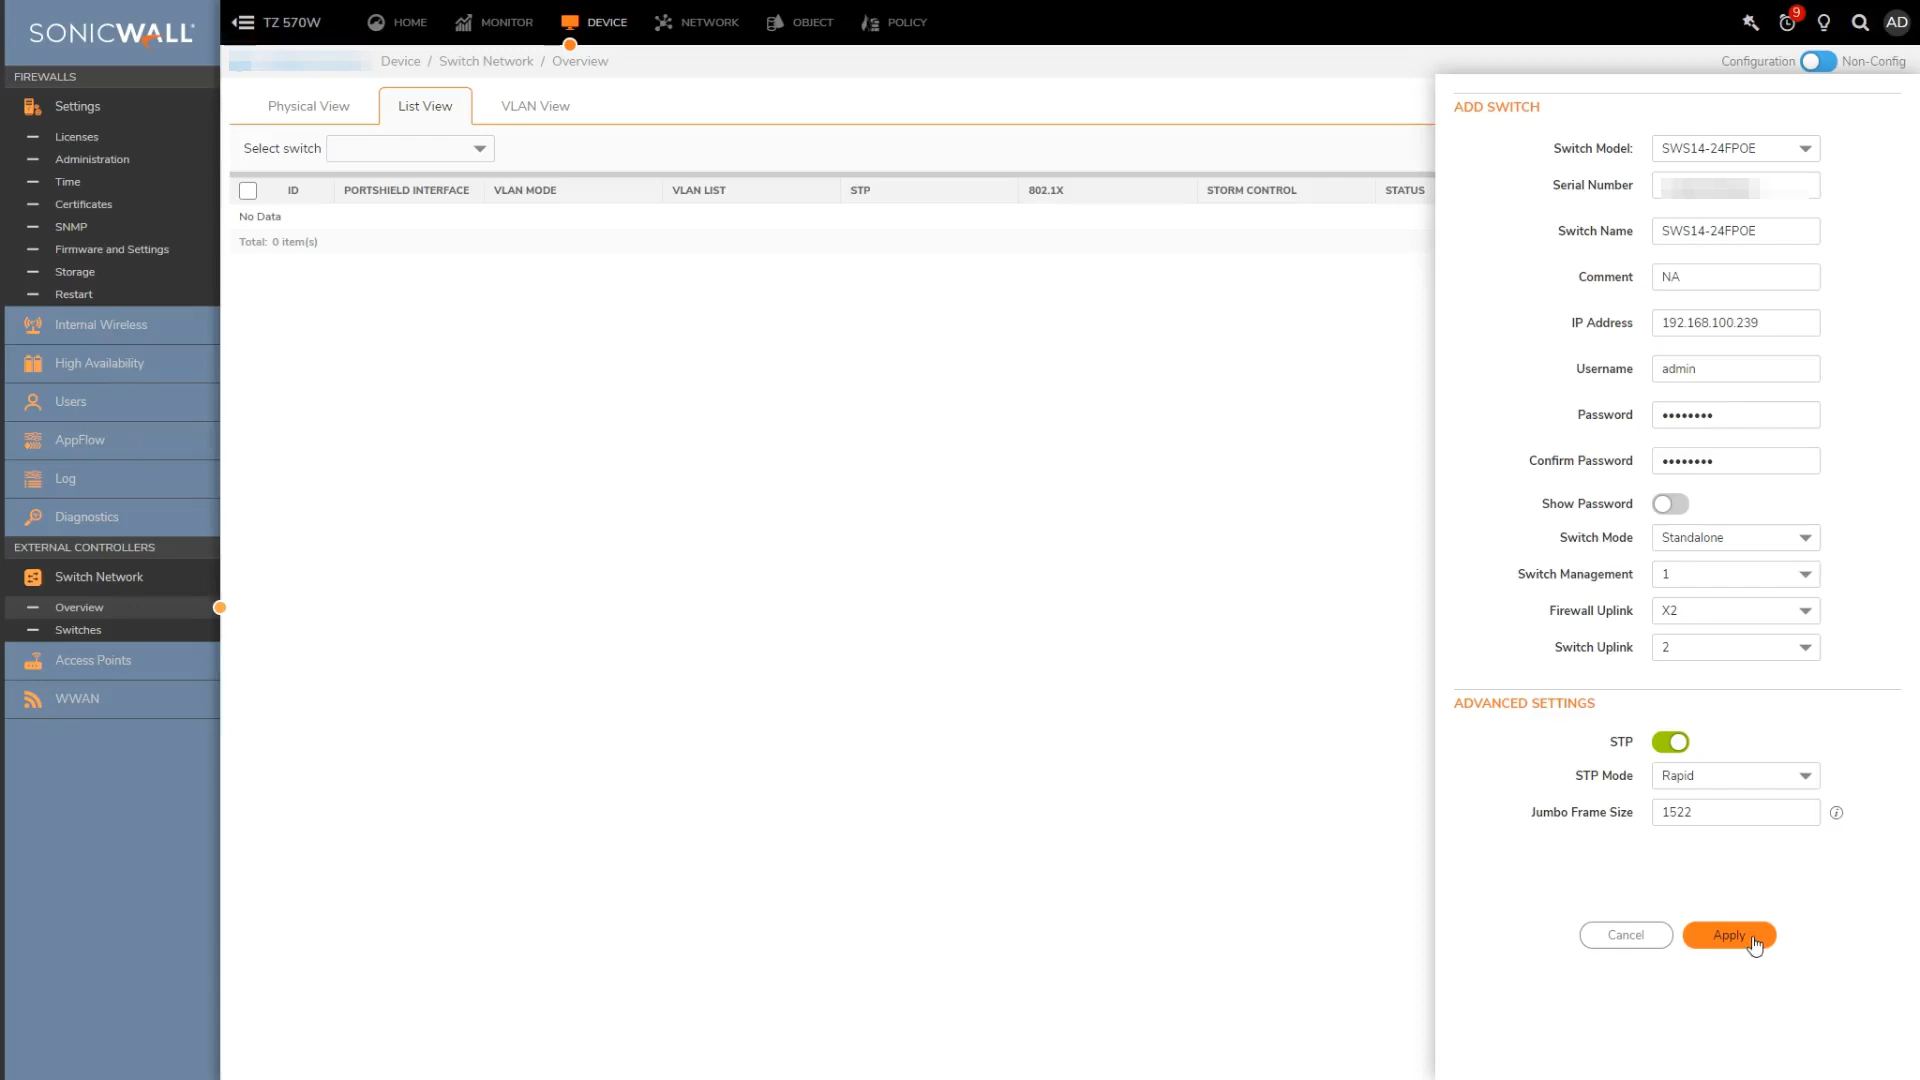 SONICWALL
TZ 570W
HOME
MONITOR
DEVICE
NETWORK
OBJECT
POLICY
9
AD
FIREWALLS
Settings
Licenses
Administration
Time
Certificates
SNMP
Firmware and Settings
Storage
Restart
Internal Wireless
High Availability
Users
AppFlow
Log
Diagnostics
EXTERNAL CONTROLLERS
Switch Network
Overview
Switches
Access Points
WWAN
Device / Switch Network / Overview
Configuration
Non-Config
Physical View
List View
VLAN View
Select switch
ID PORTSHIELD INTERFACE VLAN MODE VLAN LIST STP 802.1X STORM CONTROL STATUS
No Data
Total: 0 item(s)
ADD SWITCH
Switch Model: SWS14-24FPOE
Serial Number
Switch Name SWS14-24FPOE
Comment NA
IP Address 192.168.100.239
Username admin
Password ••••••••
Confirm Password ••••••••
Show Password
Switch Mode Standalone
Switch Management 1
Firewall Uplink X2
Switch Uplink 2
ADVANCED SETTINGS
STP
STP Mode Rapid
Jumbo Frame Size 1522
Cancel Apply